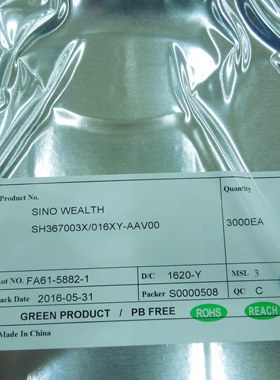 Product No.
Quantity
SINO WEALTH
SH367003X/016XY-AAV00
3000EA
Lot NO. FA61-5882-1 D/C 1620-Y MSL 3
Pack Date 2016-05-31 Packer S0000508 QC C
GREEN PRODUCT / PB FREE ROHS REACH
Made In China